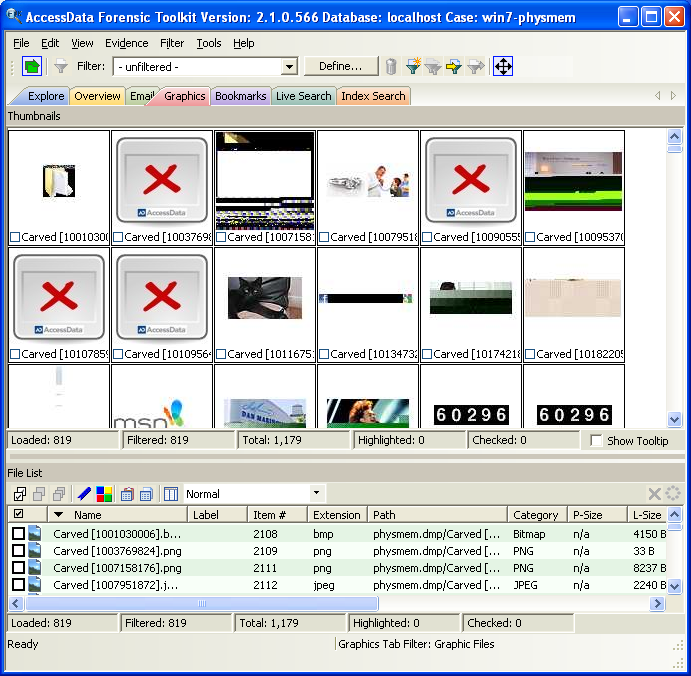 AccessData Forensic Toolkit Version: 2.1.0.566 Database: localhost Case: win7-physmem
File Edit View Evidence Filter Tools Help
Filter: - unfiltered - Define...
Explore Overview Email Graphics Bookmarks Live Search Index Search
Thumbnails
AccessData AccessData
Carved [1001030 Carved [1003769 Carved [1007158 Carved [1007951 Carved [1009055 Carved [1009537
AccessData AccessData
Carved [1010785 Carved [1010956 Carved [1011675 Carved [1013473 Carved [1017421 Carved [1018220
msn DAN MARINO 60296 60296
Loaded: 819 Filtered: 819 Total: 1,179 Highlighted: 0 Checked: 0 Show Tooltip
File List
Normal
Name Label Item # Extension Path Category P-Size L-Size
Carved [1001030006].b... 2108 bmp physmem.dmp/Carved [... Bitmap n/a 4150 B
Carved [1003769824].png 2109 png physmem.dmp/Carved [... PNG n/a 33 B
Carved [1007158176].png 2111 png physmem.dmp/Carved [... PNG n/a 8237 B
Carved [1007951872].j... 2112 jpeg physmem.dmp/Carved [... JPEG n/a 2240 B
Loaded: 819 Filtered: 819 Total: 1,179 Highlighted: 0 Checked: 0
Ready Graphics Tab Filter: Graphic Files